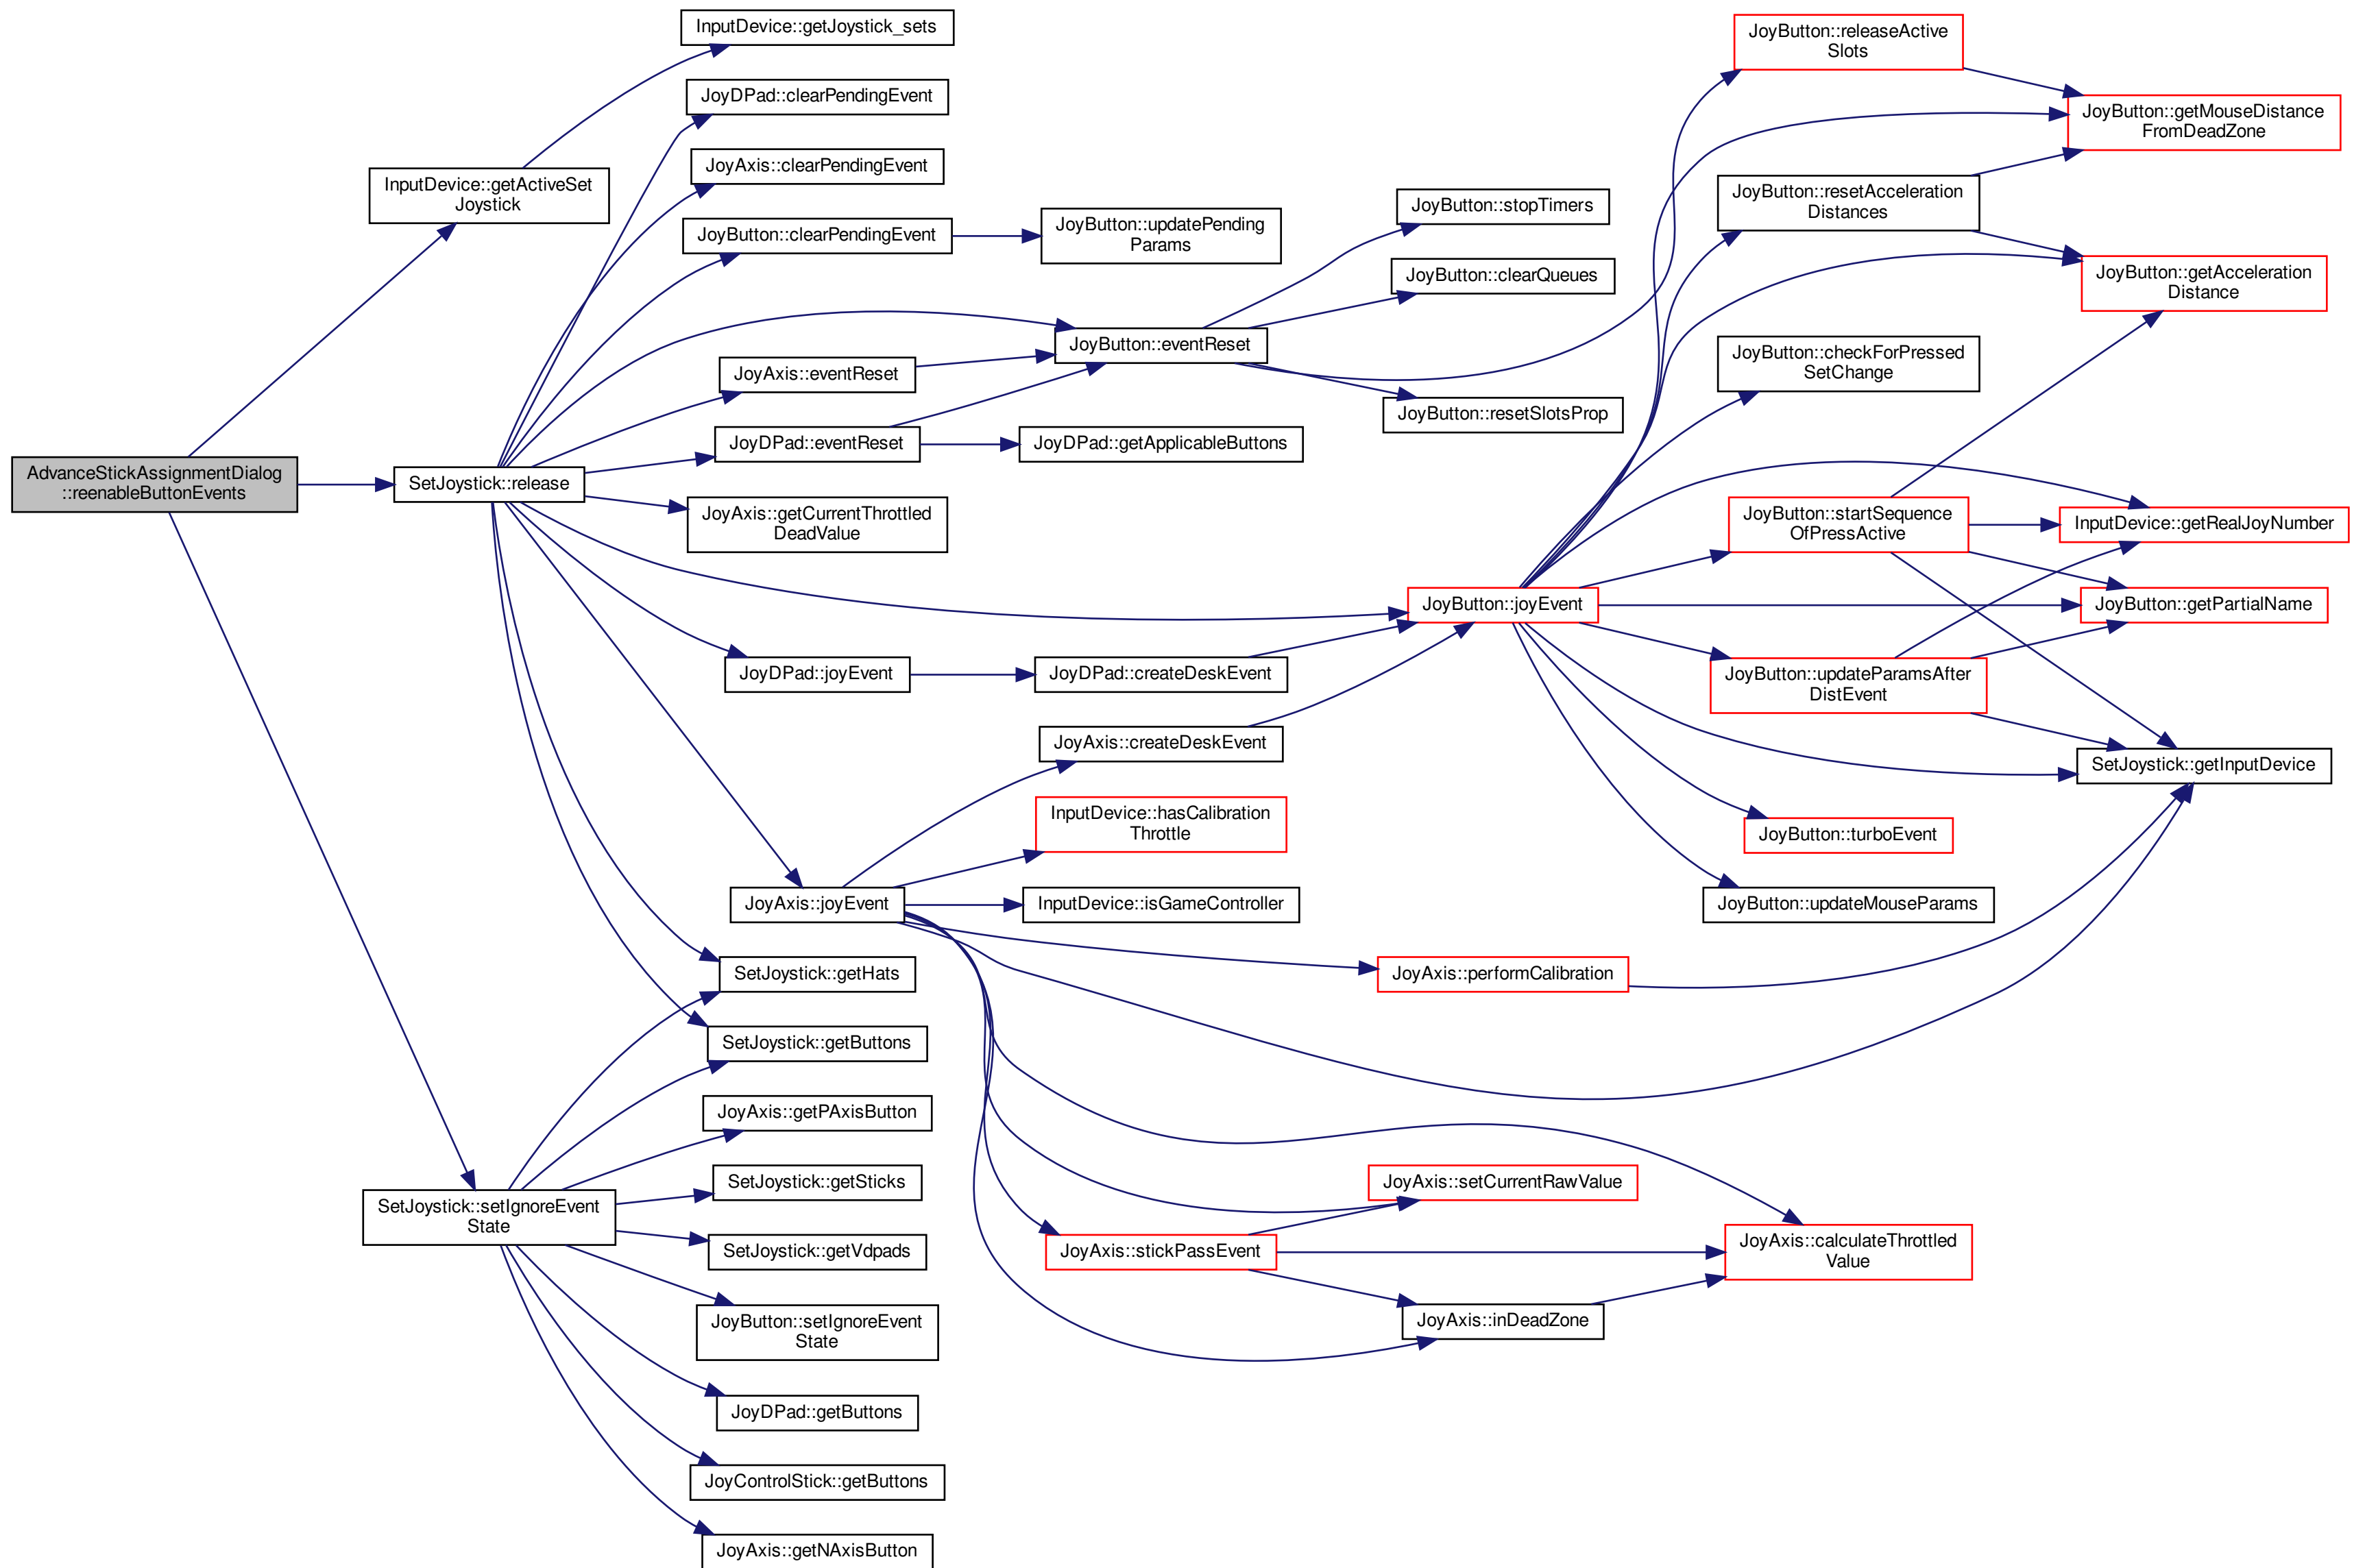 AdvanceStickAssignmentDialog
::reenableButtonEvents
InputDevice::getActiveSet
Joystick
SetJoystick::release
SetJoystick::setIgnoreEvent
State
InputDevice::getJoystick_sets
JoyDPad::clearPendingEvent
JoyAxis::clearPendingEvent
JoyButton::clearPendingEvent
JoyAxis::eventReset
JoyDPad::eventReset
JoyAxis::getCurrentThrottled
DeadValue
JoyDPad::joyEvent
JoyAxis::joyEvent
SetJoystick::getHats
SetJoystick::getButtons
JoyAxis::getPAxisButton
SetJoystick::getSticks
SetJoystick::getVdpads
JoyButton::setIgnoreEvent
State
JoyDPad::getButtons
JoyControlStick::getButtons
JoyAxis::getNAxisButton
JoyButton::updatePending
Params
JoyButton::eventReset
JoyDPad::getApplicableButtons
JoyDPad::createDeskEvent
JoyAxis::createDeskEvent
InputDevice::hasCalibration
Throttle
InputDevice::isGameController
JoyAxis::stickPassEvent
JoyButton::stopTimers
JoyButton::clearQueues
JoyButton::resetSlotsProp
JoyButton::joyEvent
JoyAxis::performCalibration
JoyAxis::setCurrentRawValue
JoyAxis::inDeadZone
JoyButton::releaseActive
Slots
JoyButton::resetAcceleration
Distances
JoyButton::checkForPressed
SetChange
JoyButton::startSequence
OfPressActive
JoyButton::updateParamsAfter
DistEvent
JoyButton::turboEvent
JoyButton::updateMouseParams
JoyAxis::calculateThrottled
Value
JoyButton::getMouseDistance
FromDeadZone
JoyButton::getAcceleration
Distance
InputDevice::getRealJoyNumber
JoyButton::getPartialName
SetJoystick::getInputDevice